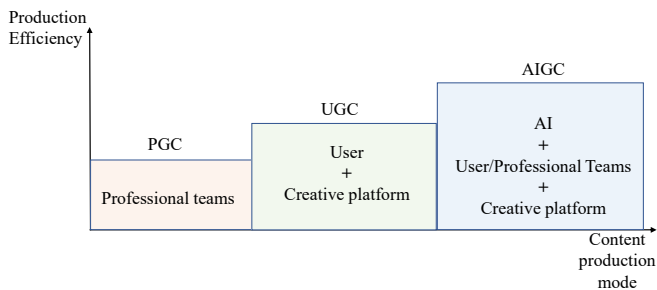 Production
Efficiency
AIGC
UGC
PGC
AI
+
User/Professional Teams
+
Creative platform
User
+
Creative platform
Professional teams
Content
production
mode